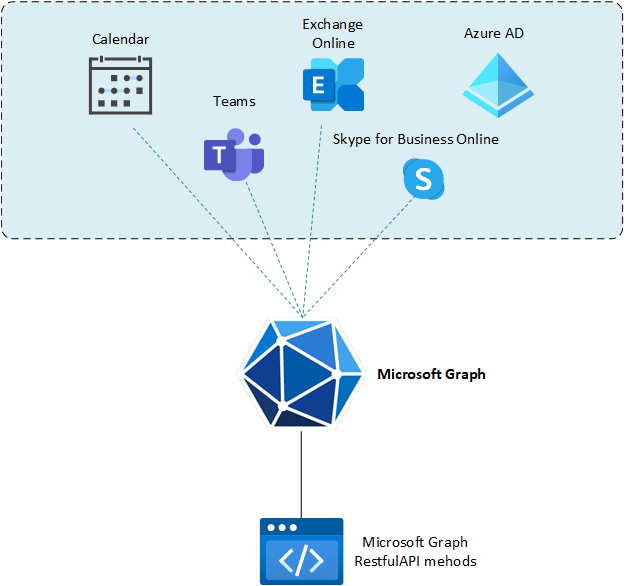 Calendar
Exchange
Online
Azure AD
Teams
E
Skype for Business Online
T
S
Microsoft Graph
Microsoft Graph
RestfulAPI mehods
</>